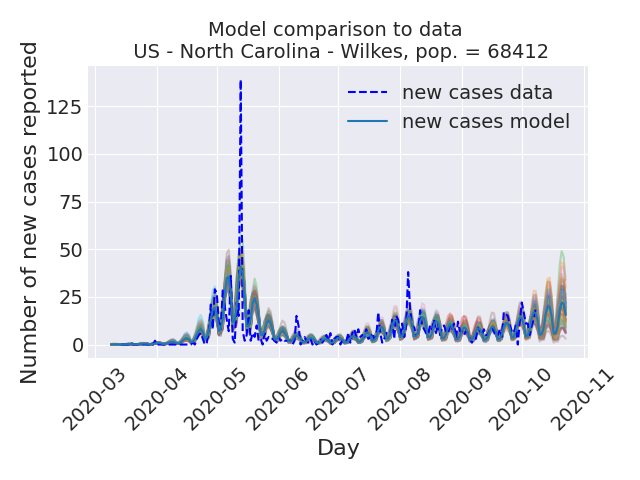 Model comparison to data
US - North Carolina - Wilkes, pop. = 68412
Number of new cases reported
125
100
75
50
25
0
new cases data
new cases model
2020-03
2020-04
2020-05
2020-06
2020-07
2020-08
2020-09
2020-10
2020-11
Day